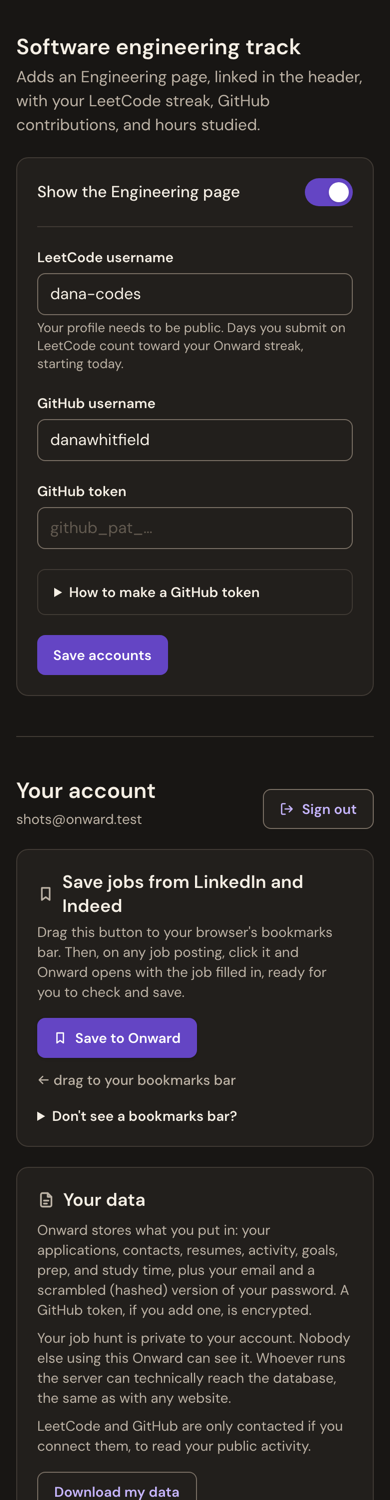 Software engineering track
Adds an Engineering page, linked in the header,
with your LeetCode streak, GitHub
contributions, and hours studied.
Show the Engineering page
LeetCode username
dana-codes
Your profile needs to be public. Days you submit on
LeetCode count toward your Onward streak,
starting today.
GitHub username
danawhitfield
GitHub token
github_pat_…
▶ How to make a GitHub token
Save accounts
Your account
shots@onward.test
Sign out
Save jobs from LinkedIn and
Indeed
Drag this button to your browser's bookmarks
bar. Then, on any job posting, click it and
Onward opens with the job filled in, ready for
you to check and save.
Save to Onward
← drag to your bookmarks bar
▶ Don't see a bookmarks bar?
Your data
Onward stores what you put in: your
applications, contacts, resumes, activity, goals,
prep, and study time, plus your email and a
scrambled (hashed) version of your password. A
GitHub token, if you add one, is encrypted.
Your job hunt is private to your account. Nobody
else using this Onward can see it. Whoever runs
the server can technically reach the database,
the same as with any website.
LeetCode and GitHub are only contacted if you
connect them, to read your public activity.
Download my data